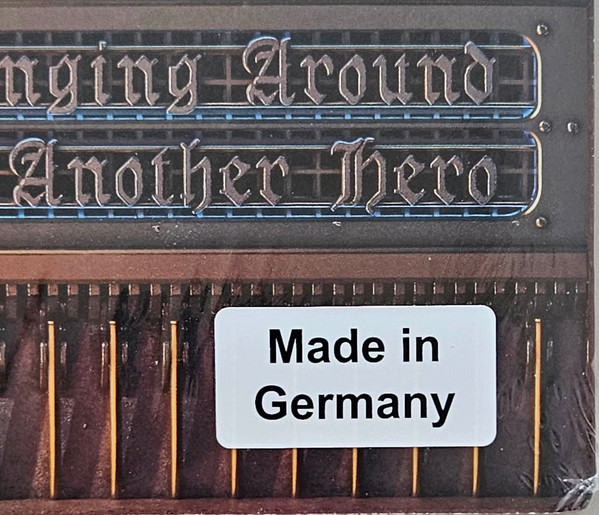 nging Around
Another Hero
Made in
Germany